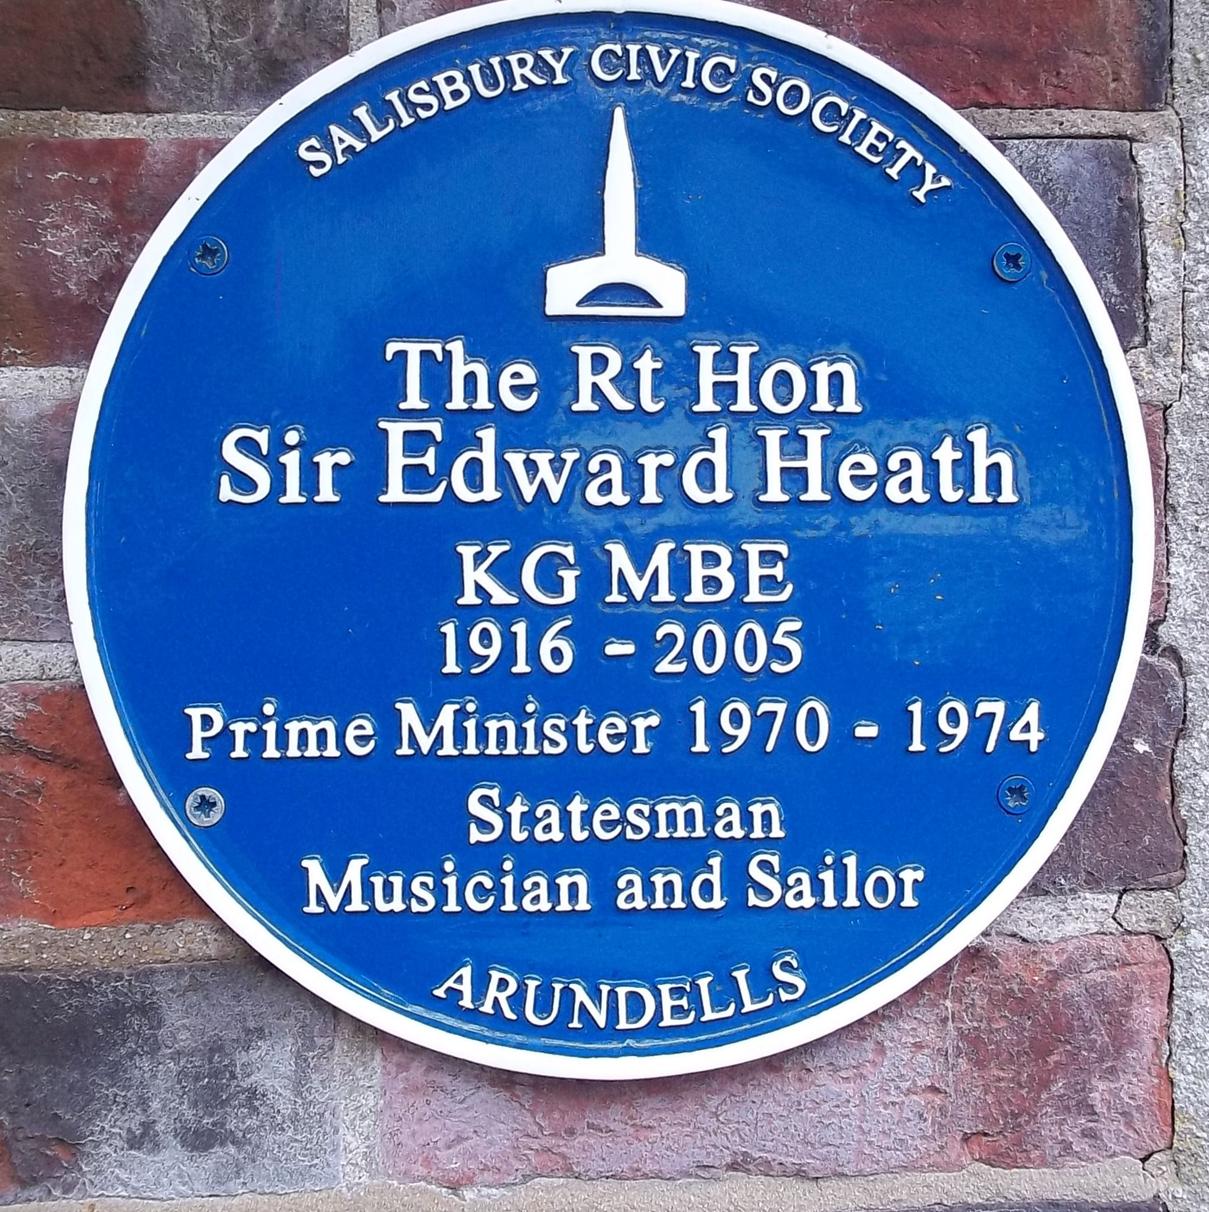 SALISBURY CIVIC SOCIETY
The Rt Hon
Sir Edward Heath
KG MBE
1916 - 2005
Prime Minister 1970 - 1974
Statesman
Musician and Sailor
ARUNDELLS